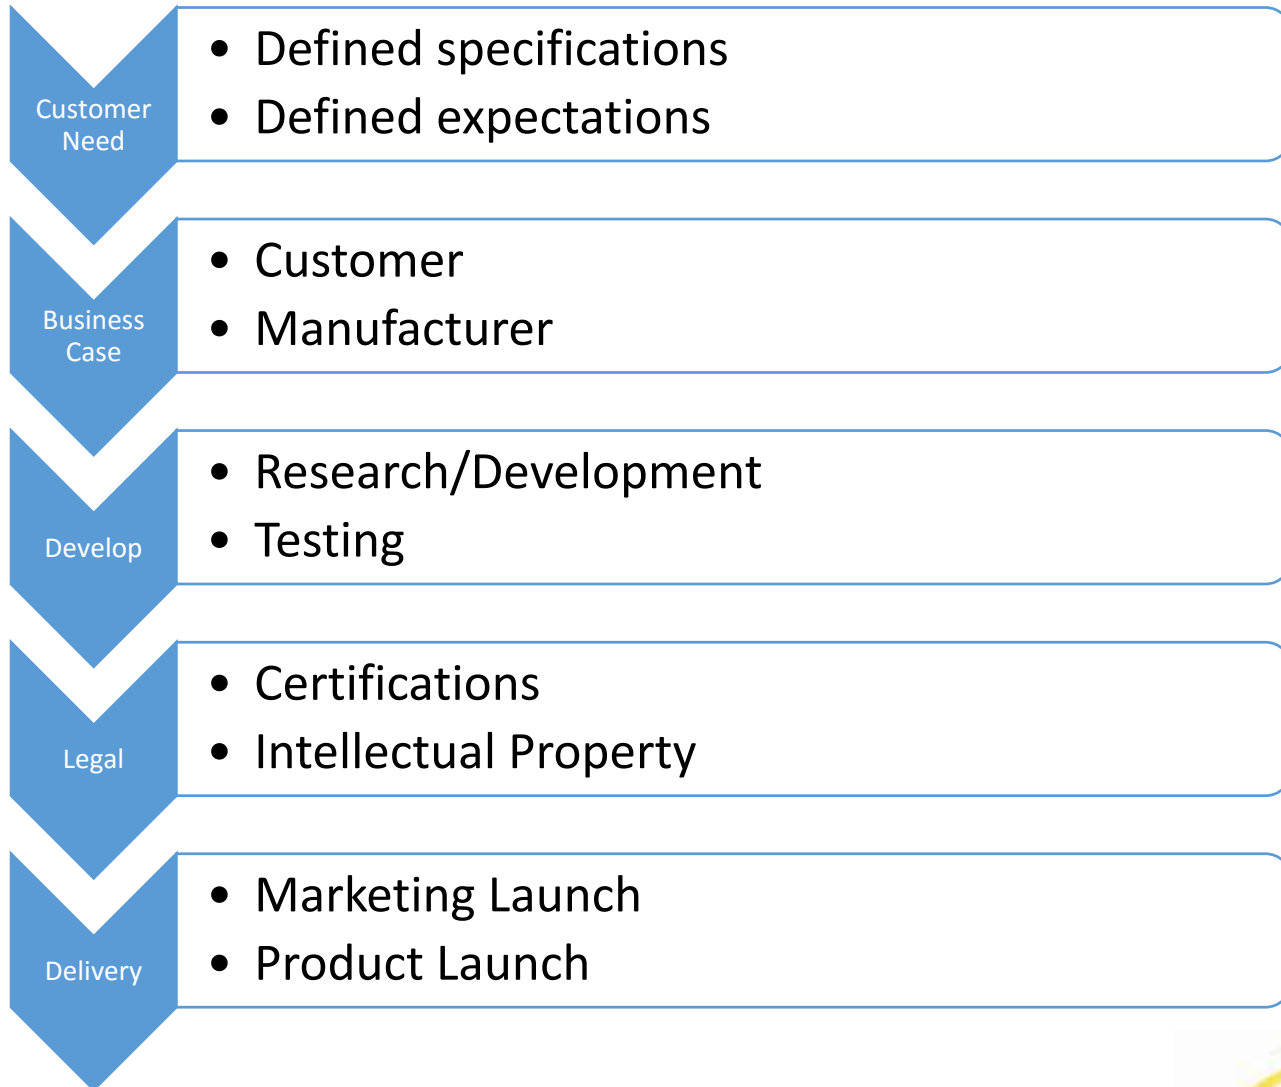 Customer
Need
• Defined specifications
• Defined expectations
Business
Case
• Customer
• Manufacturer
Develop
• Research/Development
• Testing
Legal
• Certifications
• Intellectual Property
Delivery
• Marketing Launch
• Product Launch